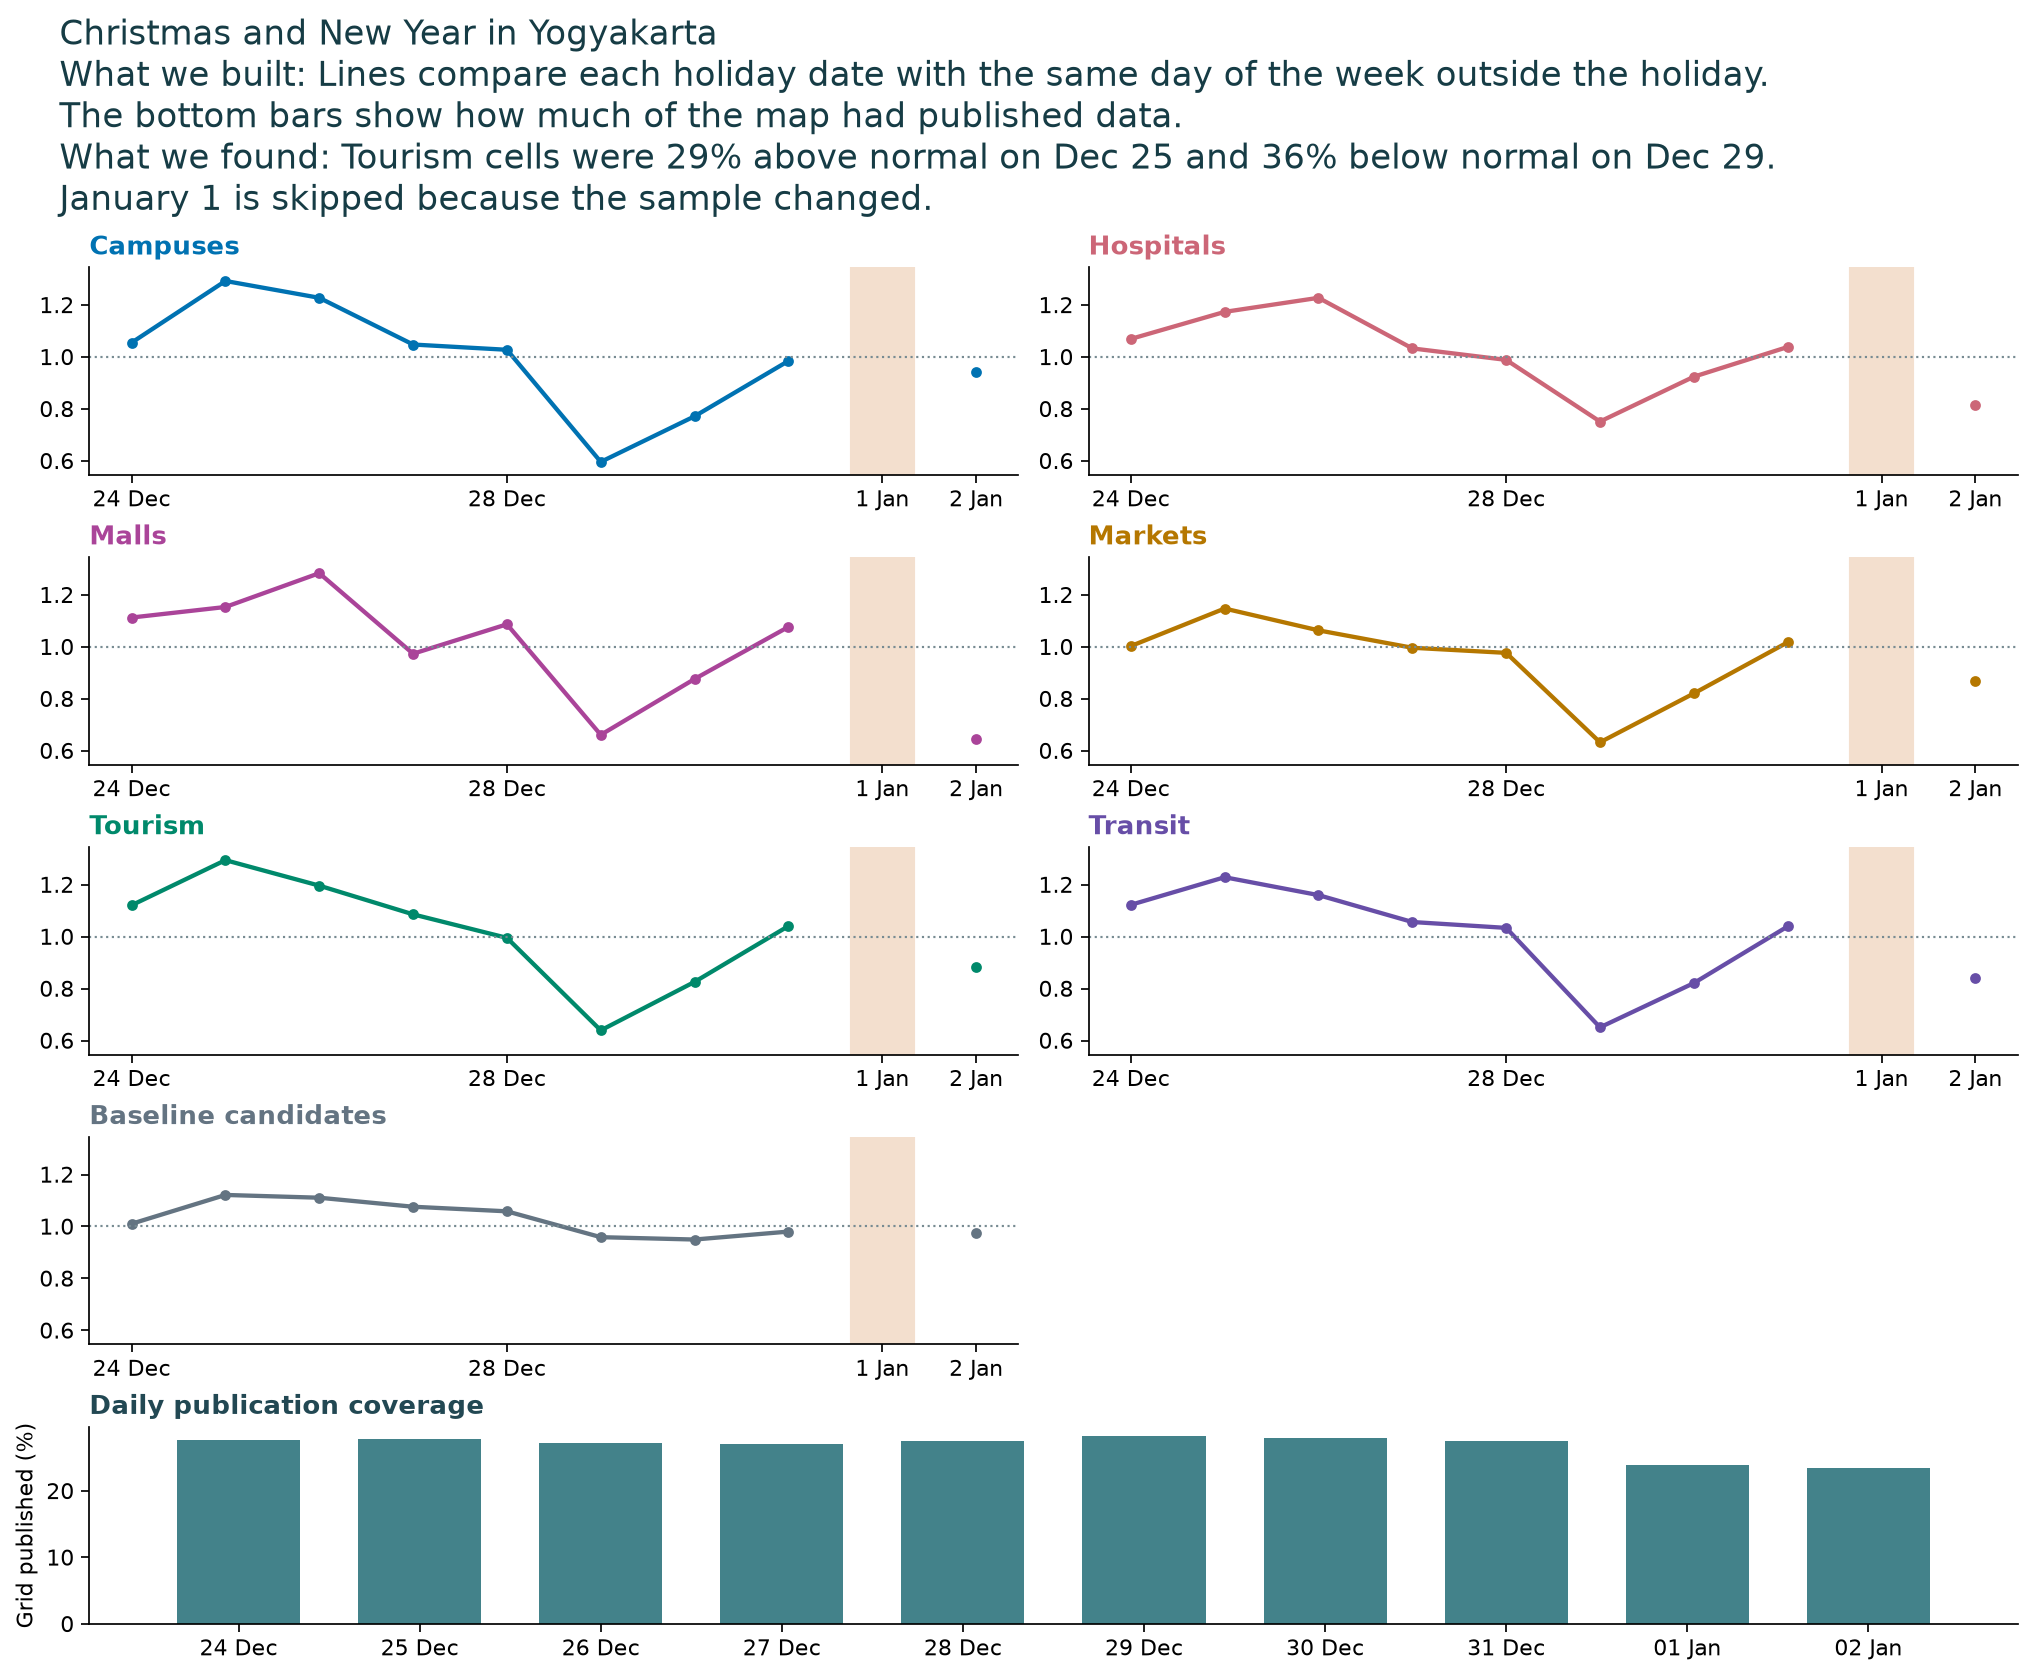 Christmas and New Year in Yogyakarta
What we built: Lines compare each holiday date with the same day of the week outside the holiday.
The bottom bars show how much of the map had published data.
What we found: Tourism cells were 29% above normal on Dec 25 and 36% below normal on Dec 29.
January 1 is skipped because the sample changed.
Campuses
1.2
1.0
0.8
0.6
24 Dec 28 Dec 1 Jan 2 Jan
Hospitals
1.2
1.0
0.8
0.6
24 Dec 28 Dec 1 Jan 2 Jan
Malls
1.2
1.0
0.8
0.6
24 Dec 28 Dec 1 Jan 2 Jan
Markets
1.2
1.0
0.8
0.6
24 Dec 28 Dec 1 Jan 2 Jan
Tourism
1.2
1.0
0.8
0.6
24 Dec 28 Dec 1 Jan 2 Jan
Transit
1.2
1.0
0.8
0.6
24 Dec 28 Dec 1 Jan 2 Jan
Baseline candidates
1.2
1.0
0.8
0.6
24 Dec 28 Dec 1 Jan 2 Jan
Daily publication coverage
Grid published (%)
20
10
0
24 Dec 25 Dec 26 Dec 27 Dec 28 Dec 29 Dec 30 Dec 31 Dec 01 Jan 02 Jan